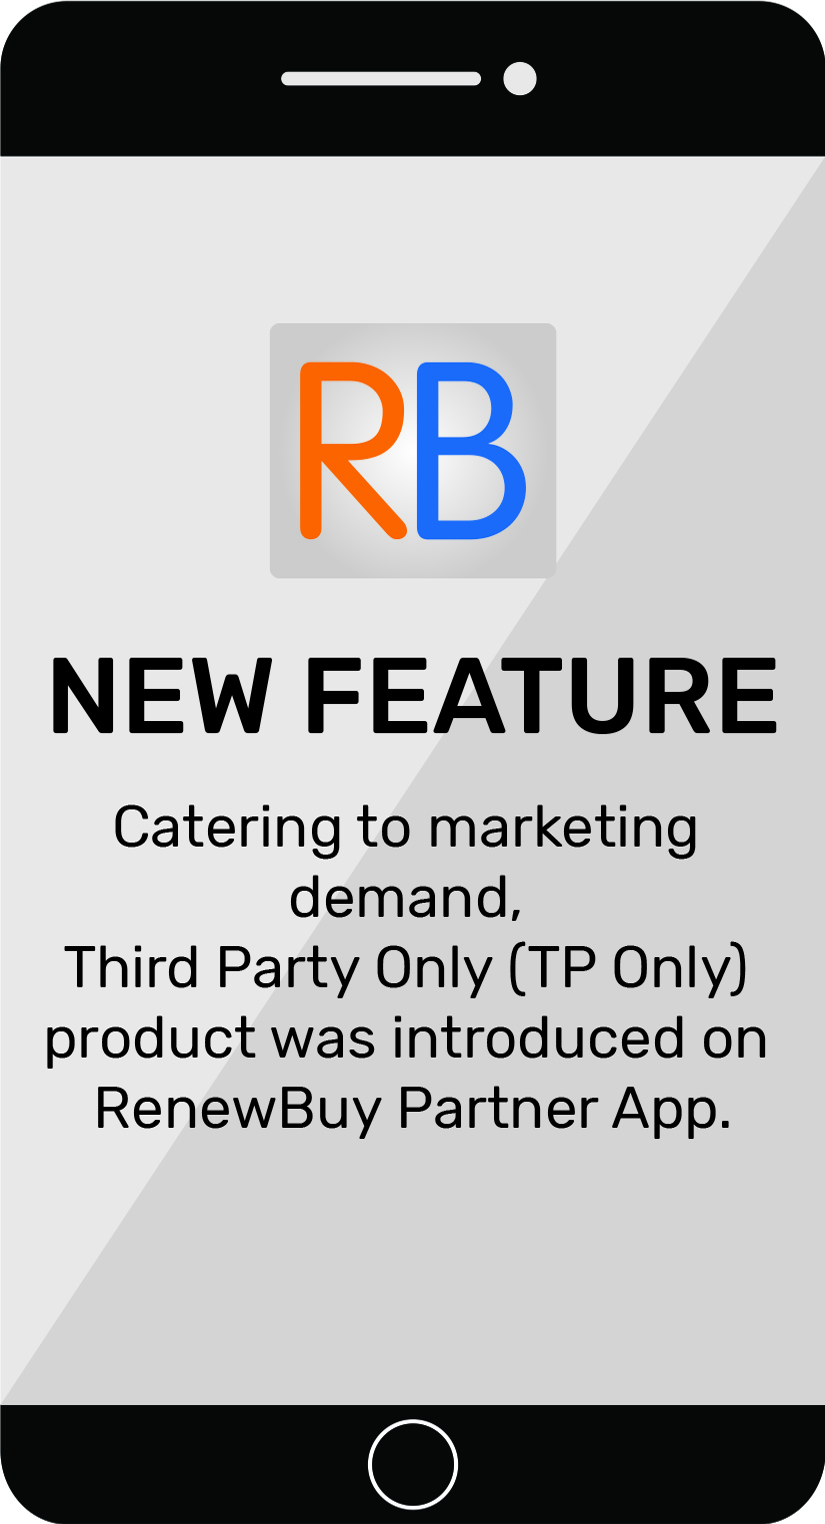 RB
NEW FEATURE
Catering to marketing
demand,
Third Party Only (TP Only)
product was introduced on
RenewBuy Partner App.